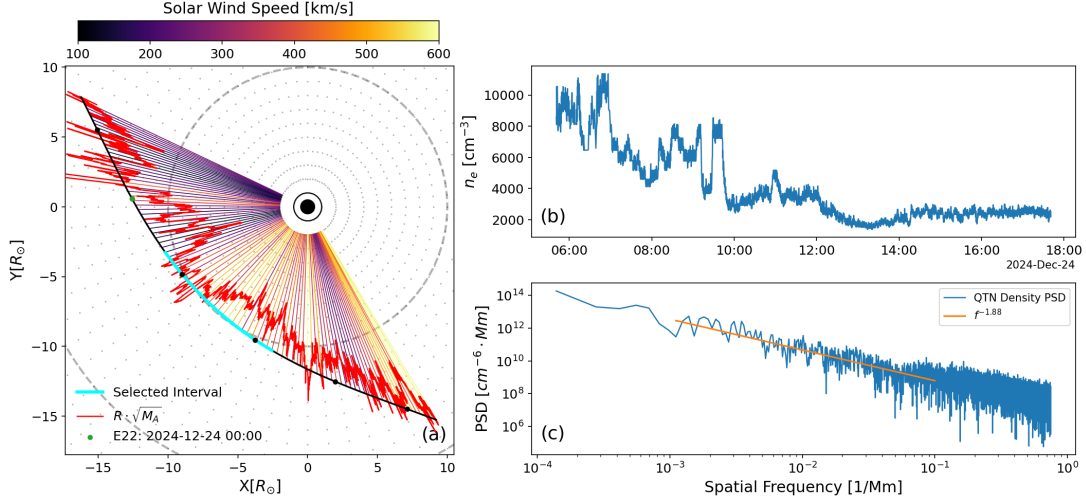 Solar Wind Speed [km/s]
100 200 300 400 500 600
10
5
0
−5
−10
−15
Y[R⊙]
−15 −10 −5 0 5 10
X[R⊙]
Selected Interval
R · √M_A
E22: 2024-12-24 00:00
(a)
10000
8000
6000
4000
2000
n_e [cm⁻³]
(b)
06:00 08:00 10:00 12:00 14:00 16:00 18:00
2024-Dec-24
10¹⁴
10¹²
10¹⁰
10⁸
10⁶
PSD [cm⁻⁶ · Mm]
QTN Density PSD
f⁻¹·⁸⁸
(c)
10⁻⁴ 10⁻³ 10⁻² 10⁻¹ 10⁰
Spatial Frequency [1/Mm]